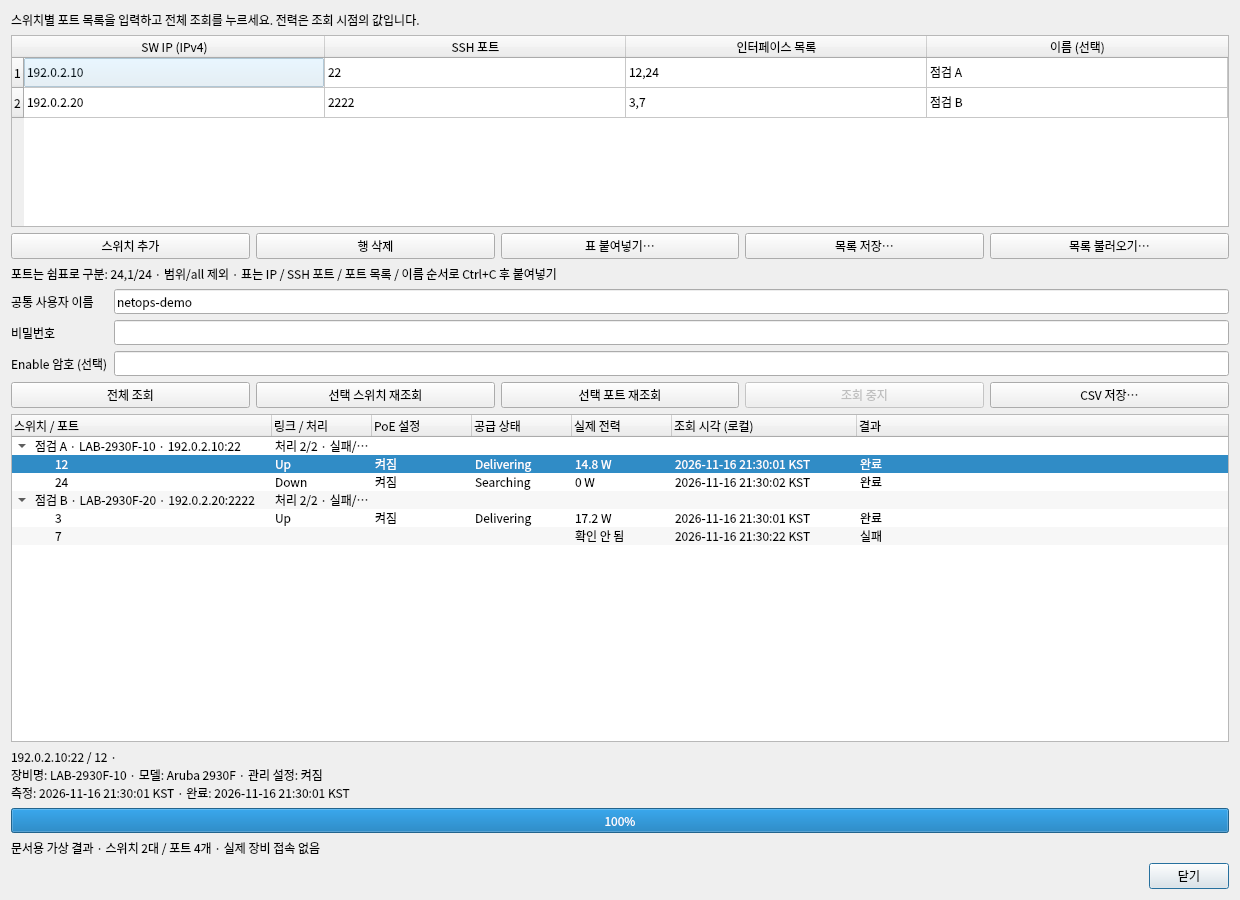 스위치별 포트 목록을 입력하고 전체 조회를 누르세요. 전력은 조회 시점의 값입니다.
SW IP (IPv4) SSH 포트 인터페이스 목록 이름 (선택)
1 192.0.2.10 22 12,24 점검 A
2 192.0.2.20 2222 3,7 점검 B
스위치 추가 행 삭제 표 붙여넣기… 목록 저장… 목록 불러오기…
포트는 쉼표로 구분: 24,1/24 · 범위/all 제외 · 표는 IP / SSH 포트 / 포트 목록 / 이름 순서로 Ctrl+C 후 붙여넣기
공통 사용자 이름 netops-demo
비밀번호
Enable 암호 (선택)
전체 조회 선택 스위치 재조회 선택 포트 재조회 조회 중지 CSV 저장…
스위치 / 포트 링크 / 처리 PoE 설정 공급 상태 실제 전력 조회 시각 (로컬) 결과
점검 A · LAB-2930F-10 · 192.0.2.10:22 처리 2/2 · 실패/…
12 Up 켜짐 Delivering 14.8 W 2026-11-16 21:30:01 KST 완료
24 Down 켜짐 Searching 0 W 2026-11-16 21:30:02 KST 완료
점검 B · LAB-2930F-20 · 192.0.2.20:2222 처리 2/2 · 실패/…
3 Up 켜짐 Delivering 17.2 W 2026-11-16 21:30:01 KST 완료
7 확인 안 됨 2026-11-16 21:30:22 KST 실패
192.0.2.10:22 / 12 ·
장비명: LAB-2930F-10 · 모델: Aruba 2930F · 관리 설정: 켜짐
측정: 2026-11-16 21:30:01 KST · 완료: 2026-11-16 21:30:01 KST
100%
문서용 가상 결과 · 스위치 2대 / 포트 4개 · 실제 장비 접속 없음
닫기